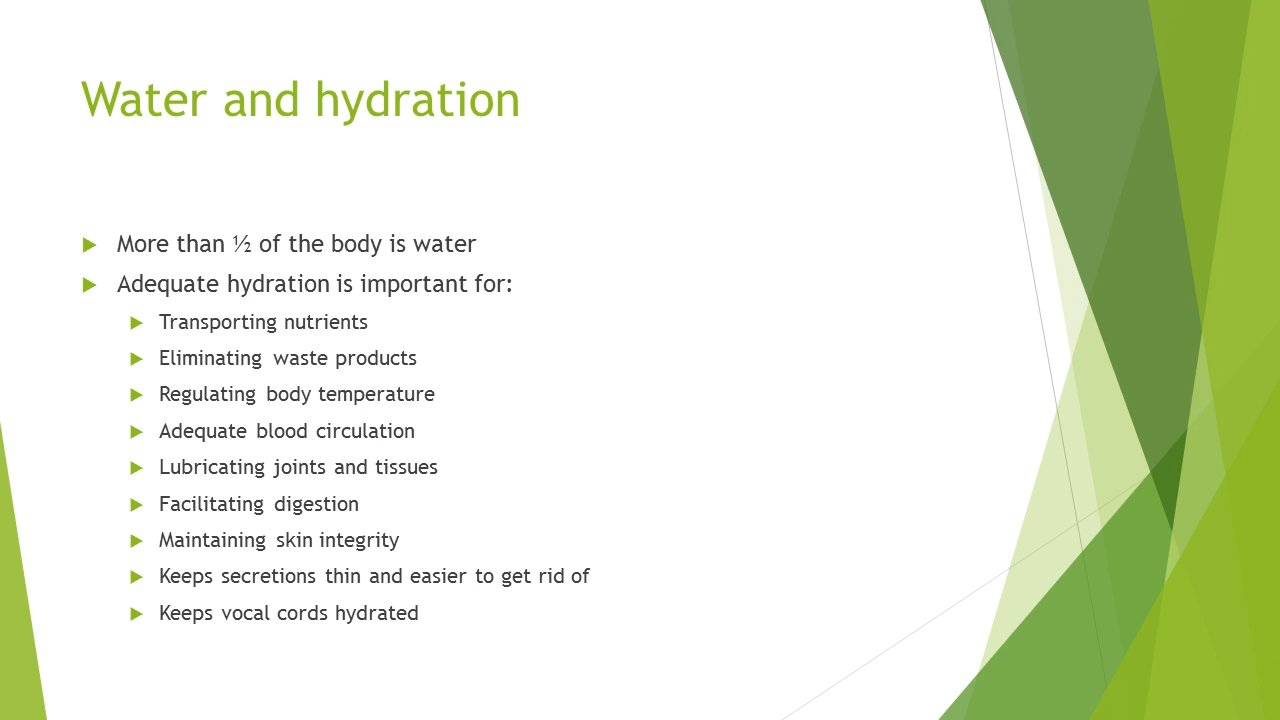 Water and hydration
More than ½ of the body is water
Adequate hydration is important for:
Transporting nutrients
Eliminating waste products
Regulating body temperature
Adequate blood circulation
Lubricating joints and tissues
Facilitating digestion
Maintaining skin integrity
Keeps secretions thin and easier to get rid of
Keeps vocal cords hydrated